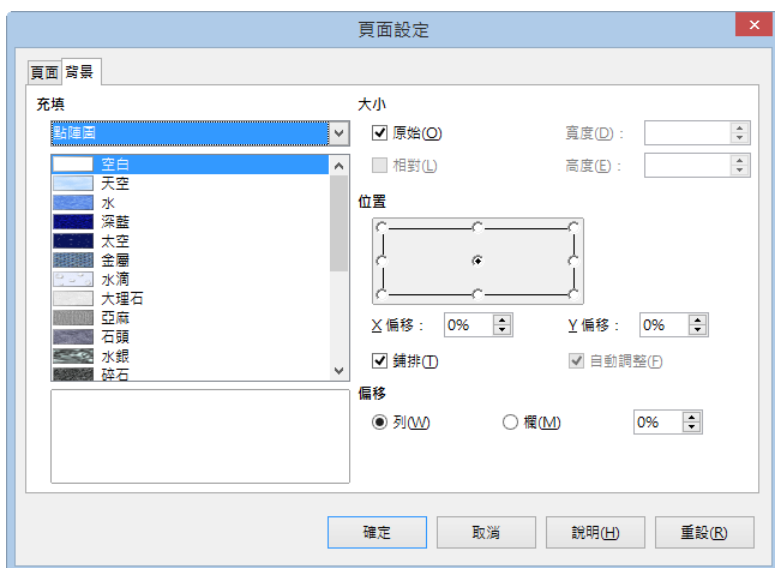 頁面設定
頁面 背景
充填
點陣圖
空白
天空
水
深藍
太空
金屬
水滴
大理石
亞麻
石頭
水銀
碎石
大小
原始(O) 寬度(D)：
相對(L) 高度(E)：
位置
X 偏移： 0% Y 偏移： 0%
鋪排(T) 自動調整(F)
偏移
列(W) 欄(M) 0%
確定 取消 說明(H) 重設(R)